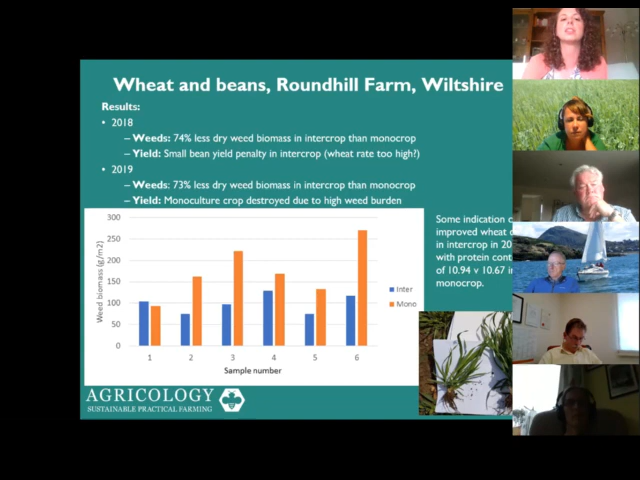 Wheat and beans, Roundhill Farm, Wiltshire
Results:
• 2018
– Weeds: 74% less dry weed biomass in intercrop than monocrop
– Yield: Small bean yield penalty in intercrop (wheat rate too high?)
• 2019
– Weeds: 73% less dry weed biomass in intercrop than monocrop
– Yield: Monoculture crop destroyed due to high weed burden
Weed biomass (g/m2)
300
250
200
150
100
50
0
1 2 3 4 5 6
Sample number
Inter
Mono
Some indication
improved wheat
in intercrop in 20
with protein cont
of 10.94 v 10.67 i
monocrop.
AGRICOLOGY
SUSTAINABLE PRACTICAL FARMING